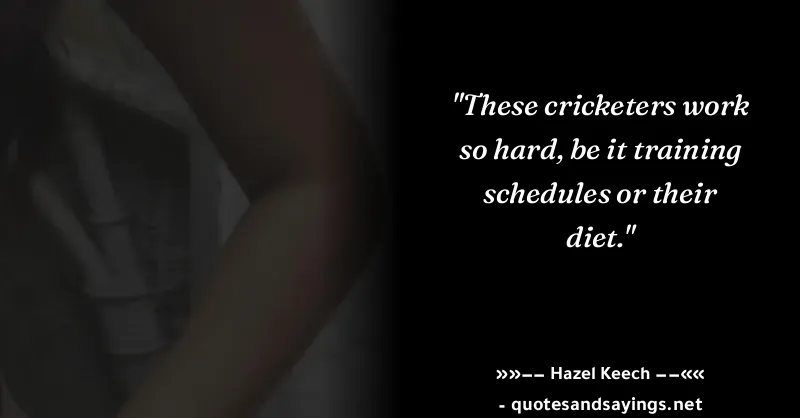 "These cricketers work
so hard, be it training
schedules or their
diet."
»»−− Hazel Keech −−««
- quotesandsayings.net